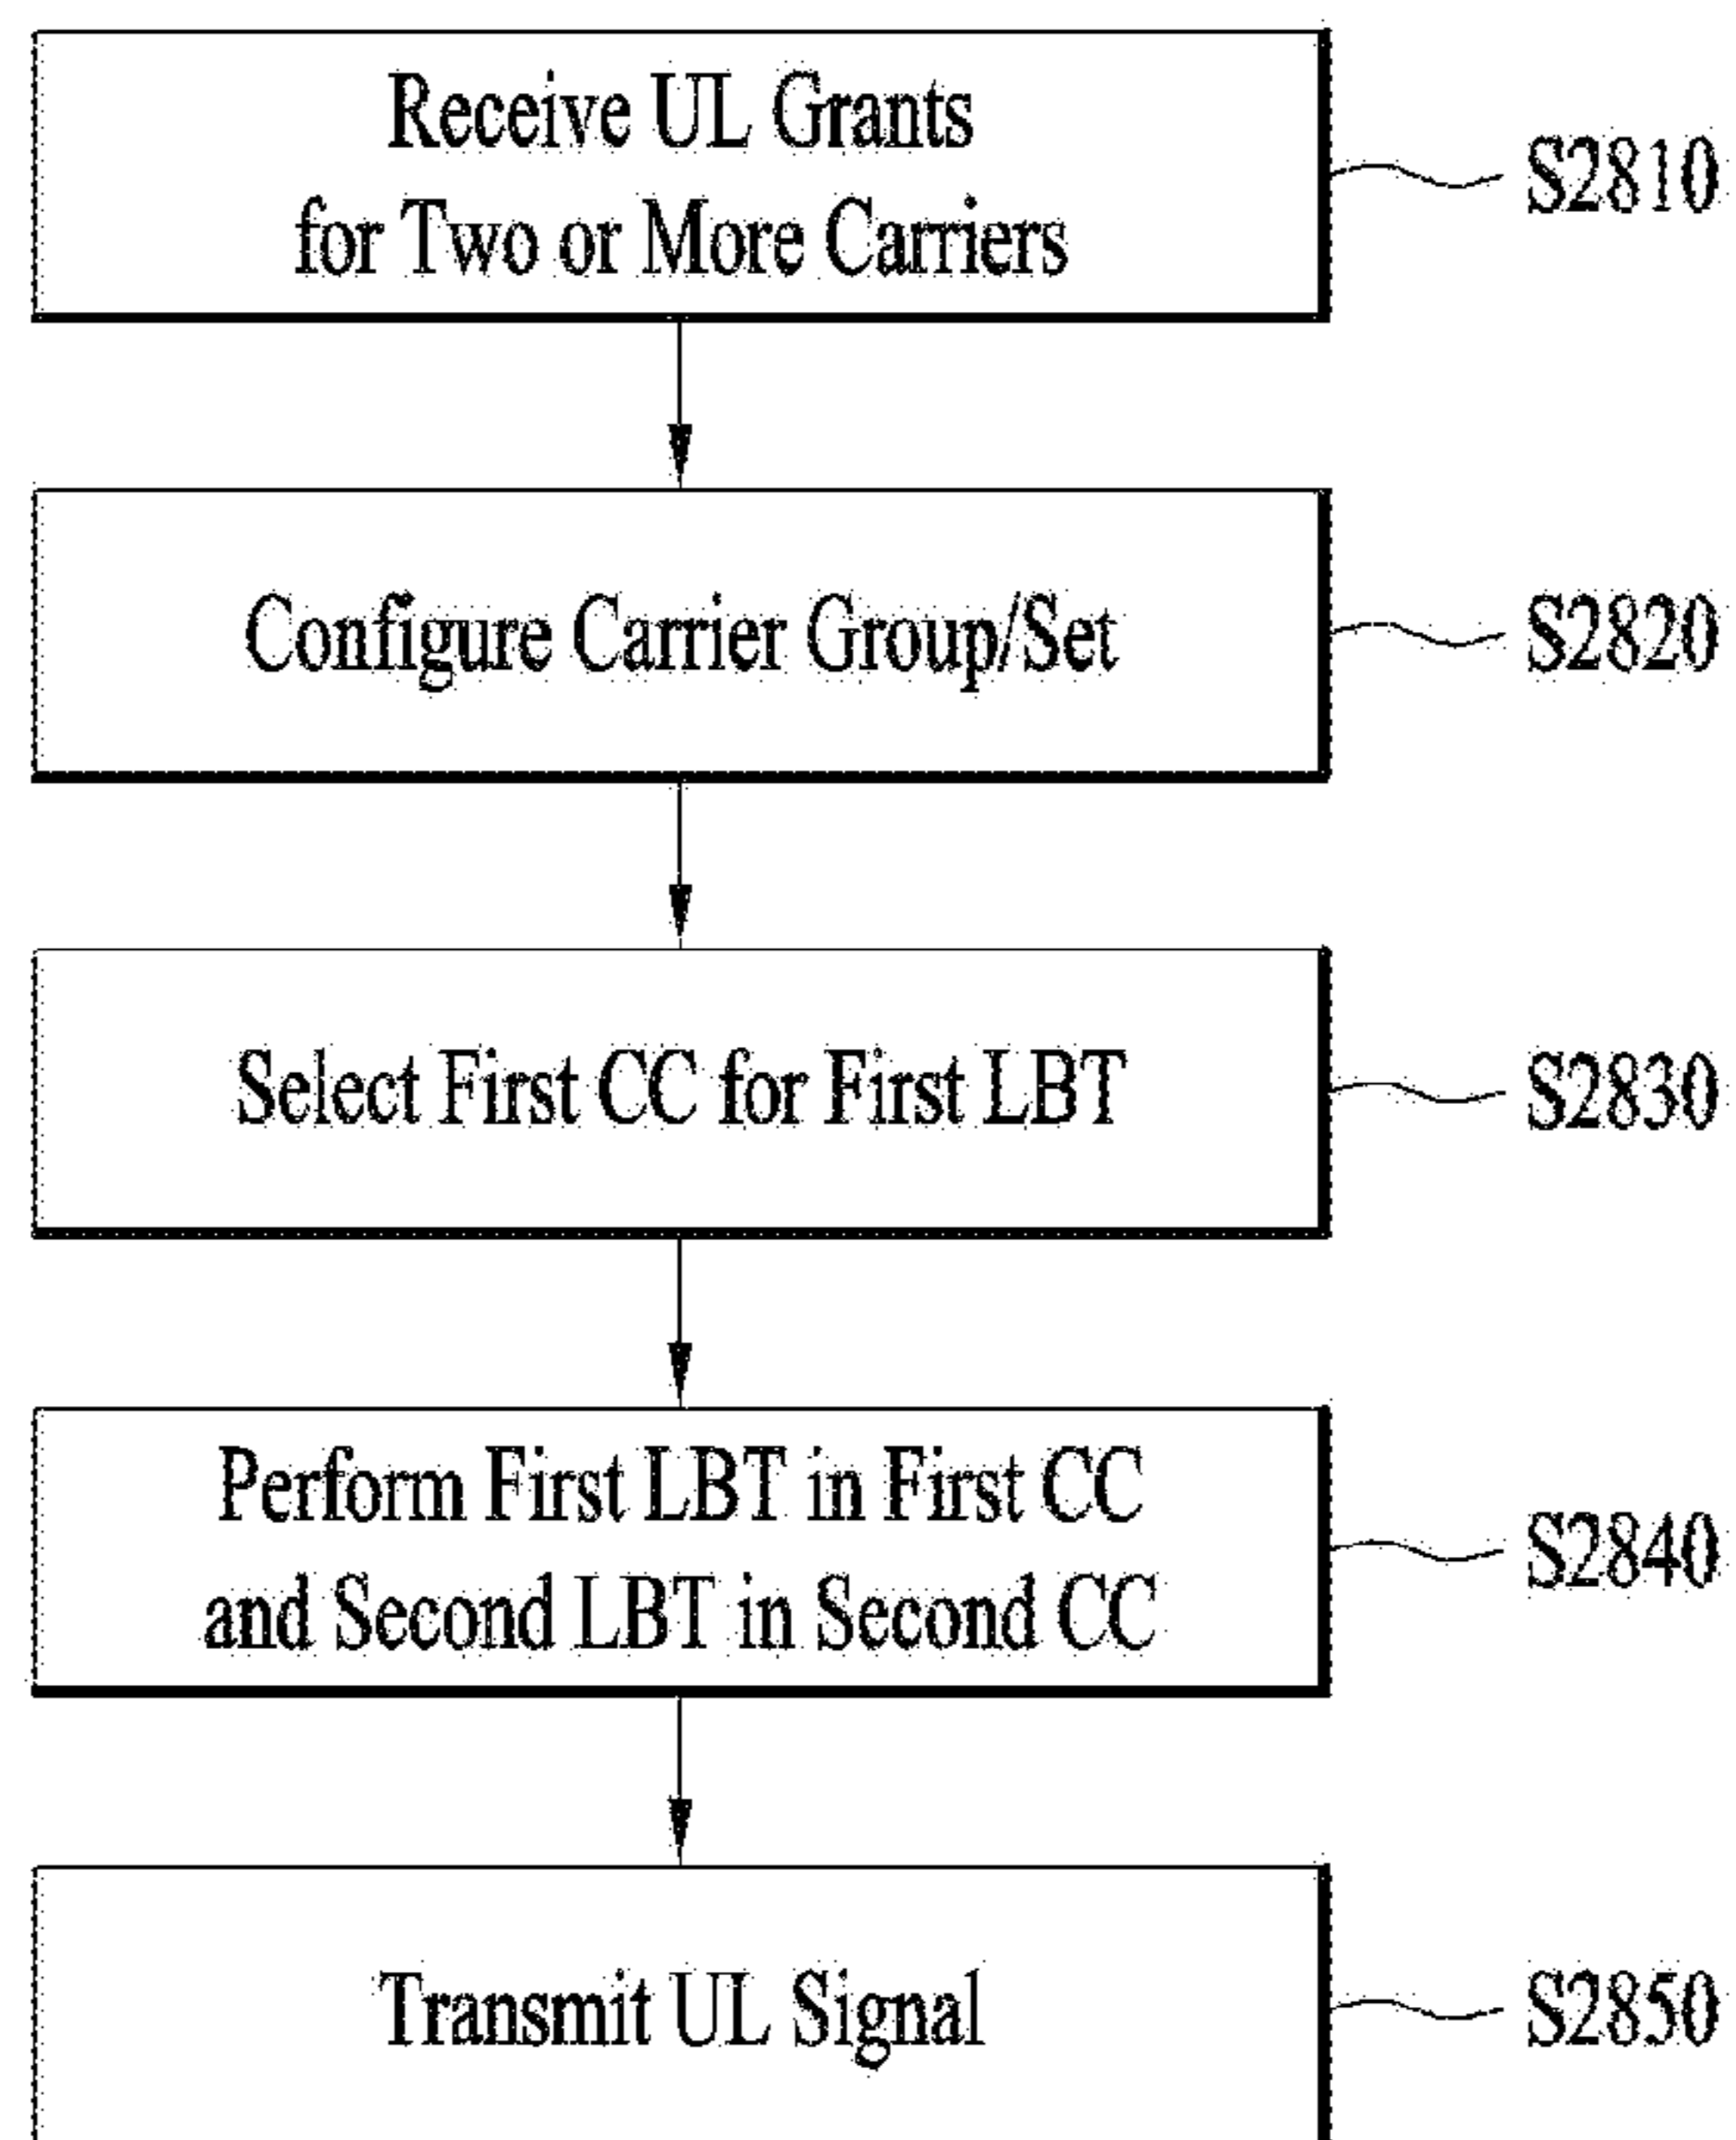 Receive UL Grants
for Two or More Carriers
S2810
Configure Carrier Group/Set
S2820
Select First CC for First LBT
S2830
Perform First LBT in First CC
and Second LBT in Second CC
S2840
Transmit UL Signal
S2850